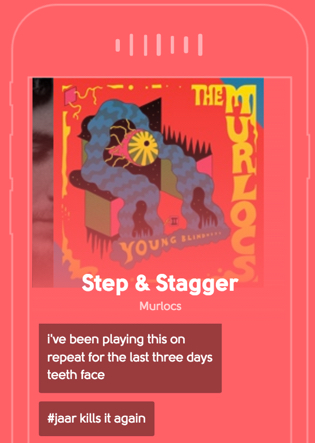 THE
MURLOCS
YOUNG BLINDNESS
Step & Stagger
Murlocs
i've been playing this on
repeat for the last three days
teeth face
#jaar kills it again